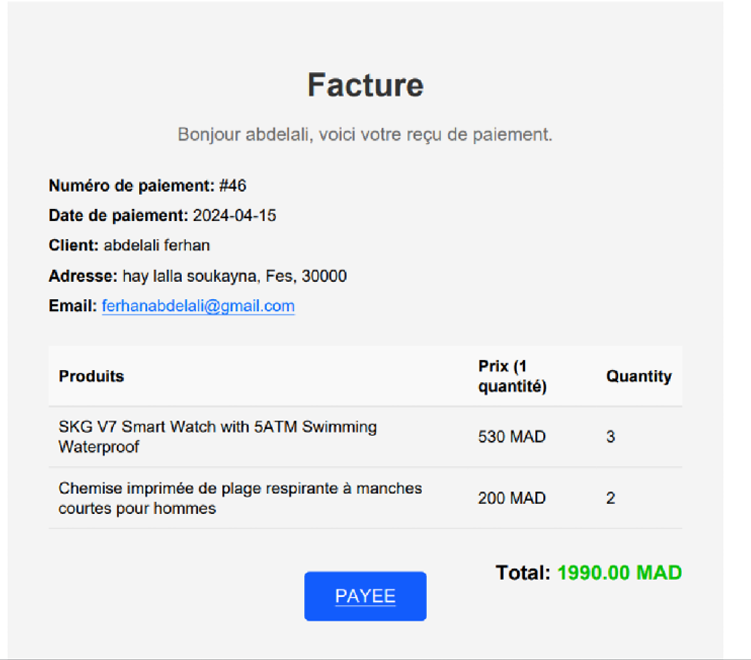 Facture
Bonjour abdelali, voici votre reçu de paiement.
Numéro de paiement: #46
Date de paiement: 2024-04-15
Client: abdelali ferhan
Adresse: hay lalla soukayna, Fes, 30000
Email: ferhanabdelali@gmail.com
Produits Prix (1 quantité) Quantity
SKG V7 Smart Watch with 5ATM Swimming Waterproof 530 MAD 3
Chemise imprimée de plage respirante à manches courtes pour hommes 200 MAD 2
Total: 1990.00 MAD
PAYEE